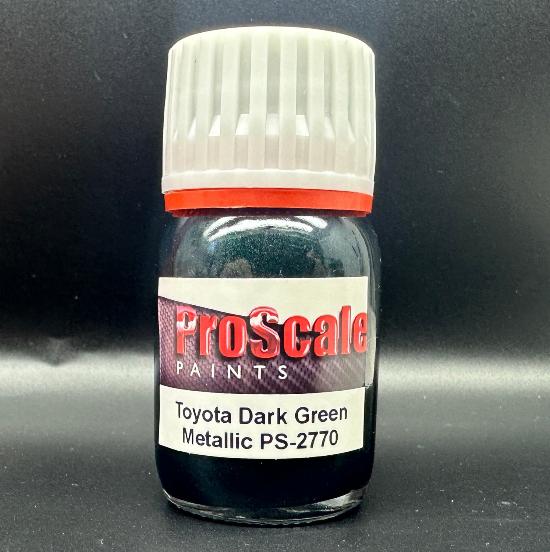 ProScale
PAINTS
Toyota Dark Green
Metallic PS-2770